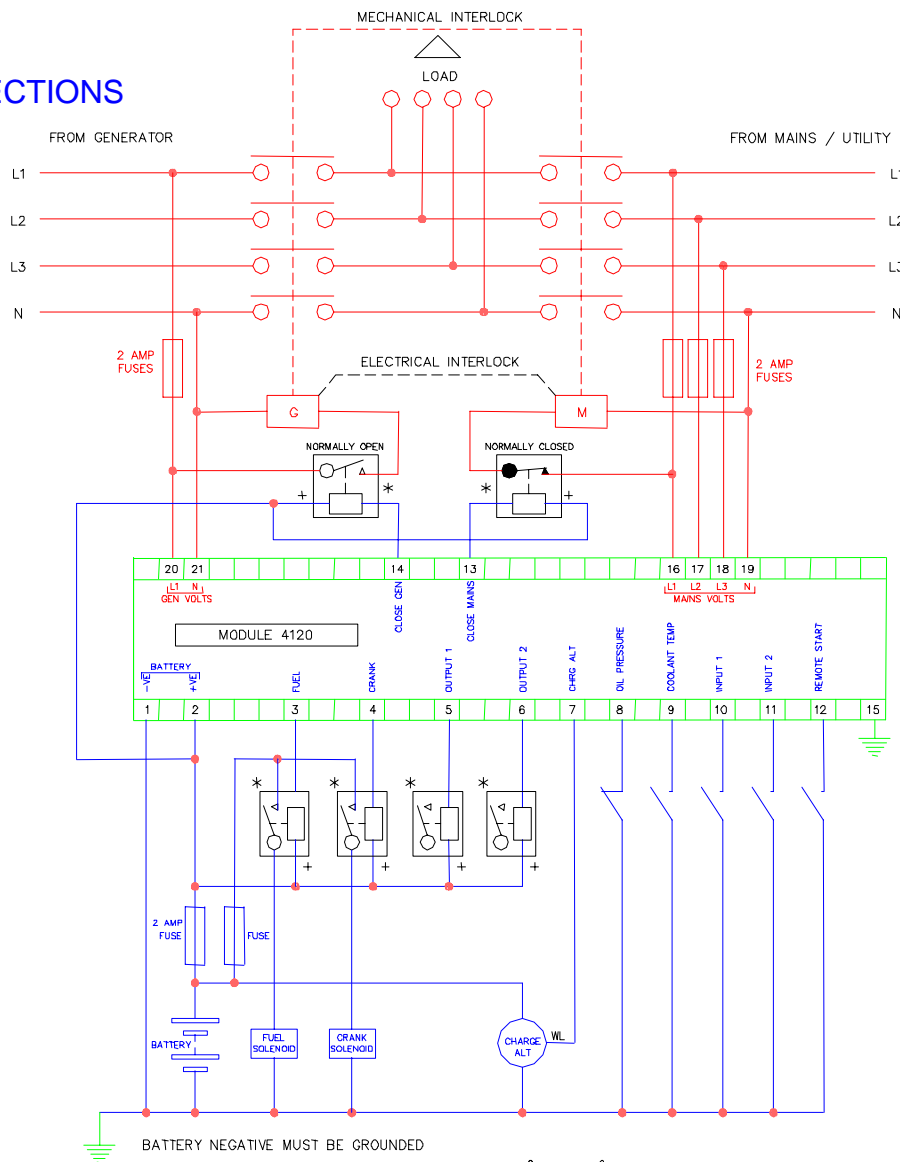 MECHANICAL INTERLOCK
LOAD
ECTIONS
FROM GENERATOR
FROM MAINS / UTILITY
L1
L1
L2
L2
L3
L3
N
N
2 AMP
FUSES
ELECTRICAL INTERLOCK
2 AMP
FUSES
G
M
NORMALLY OPEN
NORMALLY CLOSED
+ * * +
20 21 14 13 16 17 18 19
L1 N
GEN VOLTS
CLOSE GEN
CLOSE MAINS
L1 L2 L3 N
MAINS VOLTS
MODULE 4120
BATTERY
-VE
+VE
FUEL
CRANK
OUTPUT 1
OUTPUT 2
CHRG ALT
OIL PRESSURE
COOLANT TEMP
INPUT 1
INPUT 2
REMOTE START
1 2 3 4 5 6 7 8 9 10 11 12 15
* * * *
+ + + +
2 AMP
FUSE
FUSE
BATTERY
FUEL
SOLENOID
CRANK
SOLENOID
CHARGE
ALT
WL
BATTERY NEGATIVE MUST BE GROUNDED